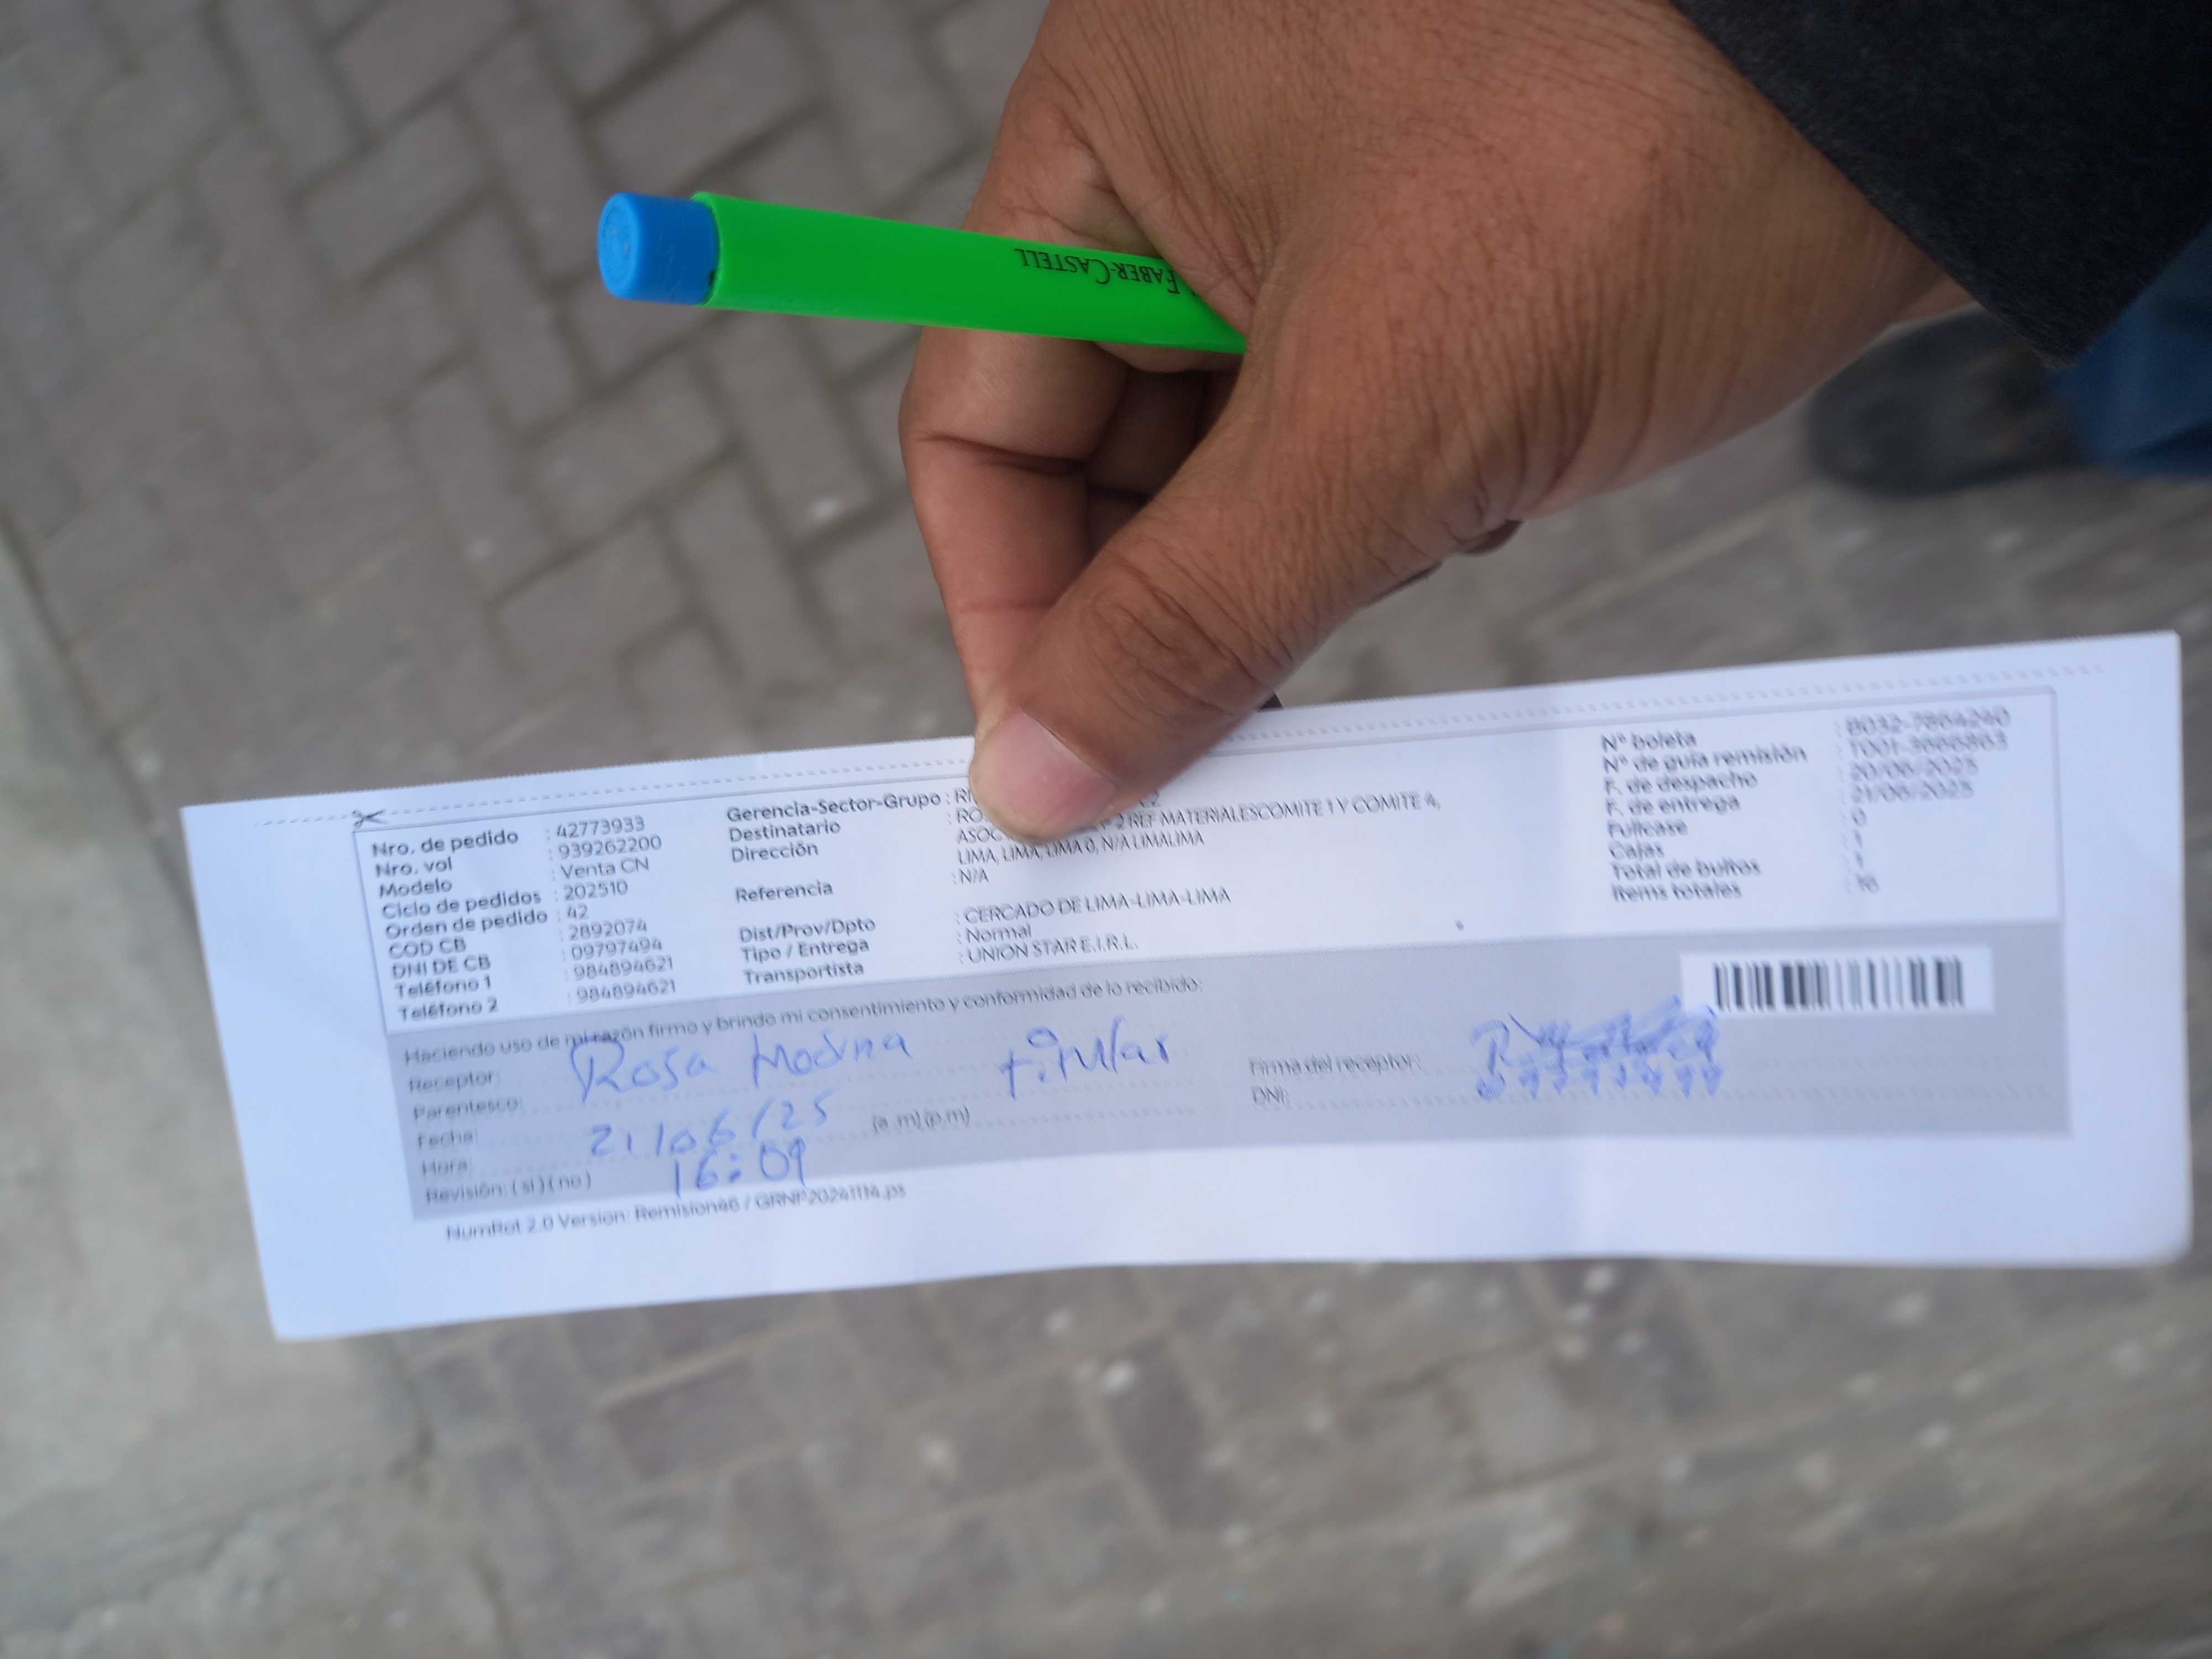 FABER-CASTELL
Nro. de pedido : 42773933
Nro. vol : 939262200
Modelo : Venta CN
Ciclo de pedidos : 202510
Orden de pedido : 42
COD CB : 2892074
DNI DE CB : 09797494
Teléfono 1 : 984894621
Teléfono 2 : 984894621
Gerencia-Sector-Grupo :
Destinatario :
Dirección
REF MATERIALESCOMITE 1 Y COMITE 4,
LIMA, LIMA, LIMA 0, N/A LIMALIMA
Referencia : N/A
Dist/Prov/Dpto : CERCADO DE LIMA-LIMA-LIMA
Tipo / Entrega : Normal
Transportista : UNION STAR E.I.R.L.
N° boleta : B032-7864240
N° de guía remisión : T001-3666863
F. de despacho : 20/06/2025
F. de entrega : 21/06/2025
Fullcase : 0
Cajas : 1
Total de bultos : 1
Items totales : 16
Haciendo uso de mi razón firmo y brindo mi consentimiento y conformidad de lo recibido:
Receptor: Rosa
Parentesco: titular
Fecha: 21/06/25
Hora: 16:09 (a .m) (p.m)
Revisión: ( si ) ( no )
Firma del receptor:
DNI:
NumRot 2.0 Version: Remision46 / GRNP20241114.ps